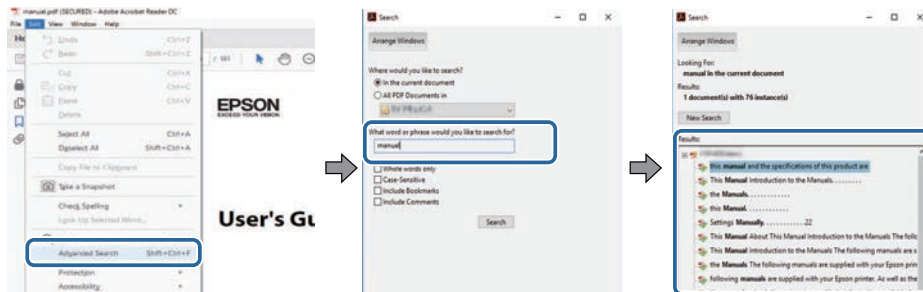 manual.pdf (SECURED) - Adobe Acrobat Reader DC
File Edit View Window Help
Undo Ctrl+Z
Redo Shift+Ctrl+Z
Cut Ctrl+X
Copy Ctrl+C
Paste Ctrl+V
Delete
Select All Ctrl+A
Deselect All Shift+Ctrl+A
Copy File to Clipboard
Take a Snapshot
Check Spelling
Look Up Selected Word...
Advanced Search Shift+Ctrl+F
Protection
Accessibility
/ 181
EPSON
EXCEED YOUR VISION
User's Gu
Search
Arrange Windows
Where would you like to search?
In the current document
All PDF Documents in
What word or phrase would you like to search for?
manual
Whole words only
Case-Sensitive
Include Bookmarks
Include Comments
Search
Search
Arrange Windows
Looking For:
manual in the current document
Results:
1 document(s) with 76 instance(s)
New Search
Results:
this manual and the specifications of this product are
This Manual Introduction to the Manuals.........
the Manuals............
this Manual............
Settings Manually............22
This Manual About This Manual Introduction to the Manuals The follo
This Manual Introduction to the Manuals The following manuals are s
the Manuals The following manuals are supplied with your Epson prin
following manuals are supplied with your Epson printer. As well as the